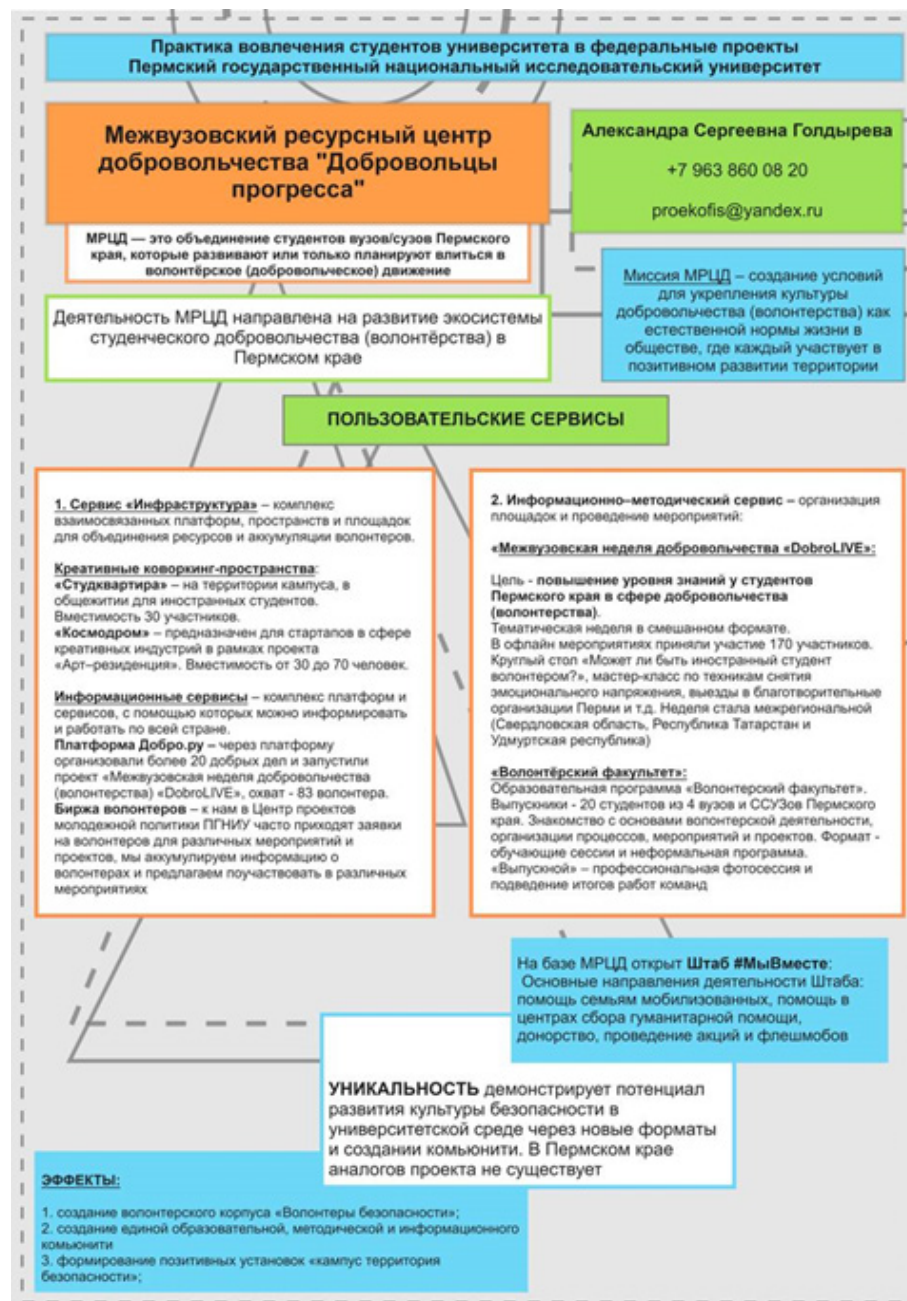 Практика вовлечения студентов университета в федеральные проекты
Пермский государственный национальный исследовательский университет
Межвузовский ресурсный центр
добровольчества "Добровольцы
прогресса"
Александра Сергеевна Голдырева
+7 963 860 08 20
proekofis@yandex.ru
МРЦД — это объединение студентов вузов/сузов Пермского
края, которые развивают или только планируют влиться в
волонтёрское (добровольческое) движение
Миссия МРЦД – создание условий
для укрепления культуры
добровольчества (волонтерства) как
естественной нормы жизни в
обществе, где каждый участвует в
позитивном развитии территории
Деятельность МРЦД направлена на развитие экосистемы
студенческого добровольчества (волонтёрства) в
Пермском крае
ПОЛЬЗОВАТЕЛЬСКИЕ СЕРВИСЫ
1. Сервис «Инфраструктура» – комплекс
взаимосвязанных платформ, пространств и площадок
для объединения ресурсов и аккумуляции волонтеров.
Креативные коворкинг-пространства:
«Студквартира» – на территории кампуса, в
общежитии для иностранных студентов.
Вместимость 30 участников.
«Космодром» – предназначен для стартапов в сфере
креативных индустрий в рамках проекта
«Арт–резиденция». Вместимость от 30 до 70 человек.
Информационные сервисы – комплекс платформ и
сервисов, с помощью которых можно информировать
и работать по всей стране.
Платформа Добро.ру – через платформу
организовали более 20 добрых дел и запустили
проект «Межвузовская неделя добровольчества
(волонтерства) «DobroLIVE», охват - 83 волонтера.
Биржа волонтеров – к нам в Центр проектов
молодежной политики ПГНИУ часто приходят заявки
на волонтеров для различных мероприятий и
проектов, мы аккумулируем информацию о
волонтерах и предлагаем поучаствовать в различных
мероприятиях
2. Информационно–методический сервис – организация
площадок и проведение мероприятий:
«Межвузовская неделя добровольчества «DobroLIVE»:
Цель - повышение уровня знаний у студентов
Пермского края в сфере добровольчества
(волонтерства).
Тематическая неделя в смешанном формате.
В офлайн мероприятиях приняли участие 170 участников.
Круглый стол «Может ли быть иностранный студент
волонтером?», мастер-класс по техникам снятия
эмоционального напряжения, выезды в благотворительные
организации Перми и т.д. Неделя стала межрегиональной
(Свердловская область, Республика Татарстан и
Удмуртская республика)
«Волонтёрский факультет»:
Образовательная программа «Волонтерский факультет».
Выпускники - 20 студентов из 4 вузов и ССУЗов Пермского
края. Знакомство с основами волонтерской деятельности,
организации процессов, мероприятий и проектов. Формат -
обучающие сессии и неформальная программа.
«Выпускной» – профессиональная фотосессия и
подведение итогов работ команд
На базе МРЦД открыт Штаб #МыВместе:
Основные направления деятельности Штаба:
помощь семьям мобилизованных, помощь в
центрах сбора гуманитарной помощи,
донорство, проведение акций и флешмобов
УНИКАЛЬНОСТЬ демонстрирует потенциал
развития культуры безопасности в
университетской среде через новые форматы
и создании комьюнити. В Пермском крае
аналогов проекта не существует
ЭФФЕКТЫ:
1. создание волонтерского корпуса «Волонтеры безопасности»;
2. создание единой образовательной, методической и информационного
комьюнити
3. формирование позитивных установок «кампус территория
безопасности»;